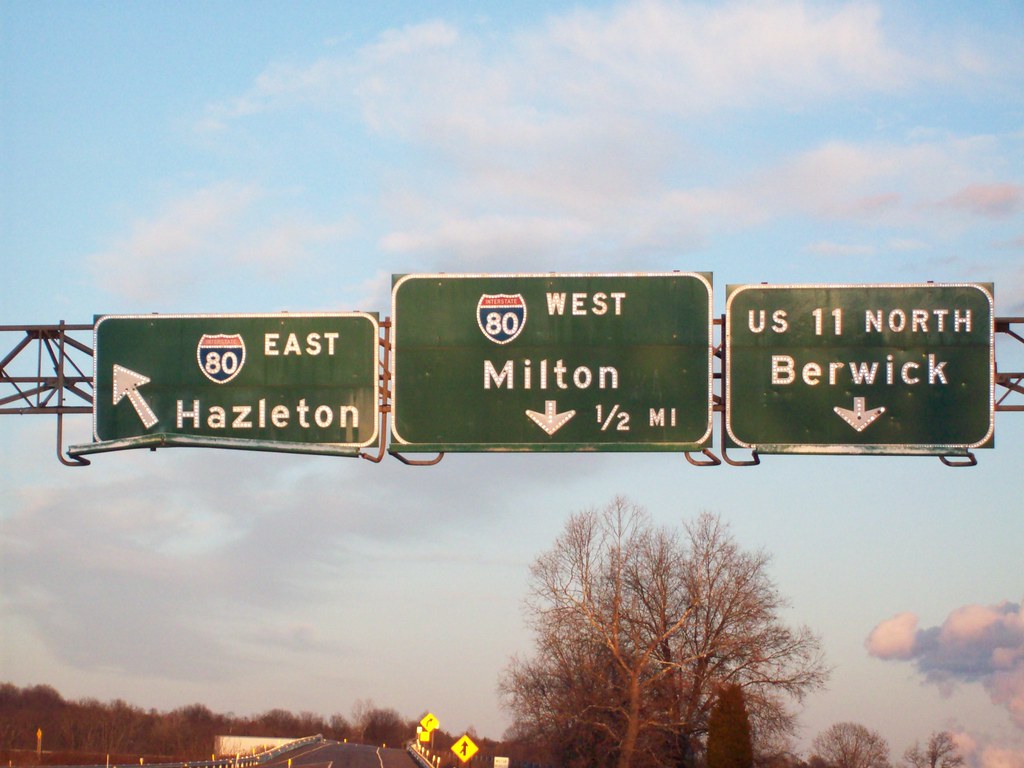 INTERSTATE
80
EAST
Hazleton
INTERSTATE
80
WEST
Milton
1/2 MI
US 11 NORTH
Berwick